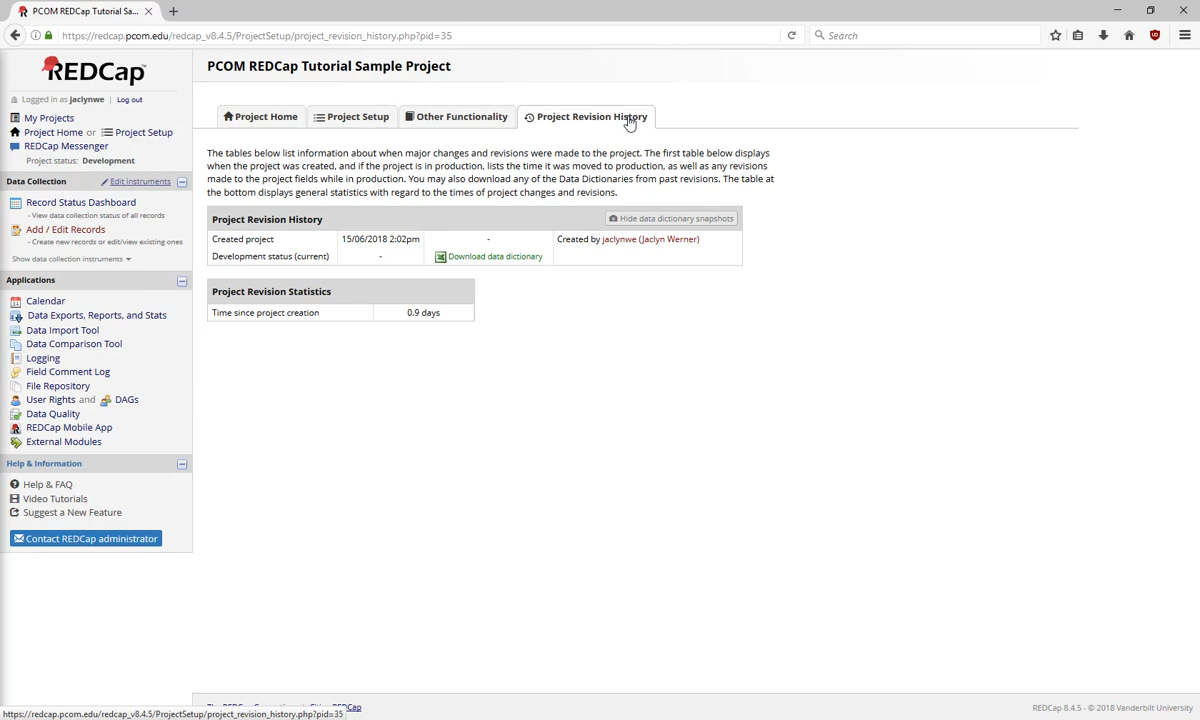 PCOM REDCap Tutorial Sa...
https://redcap.pcom.edu/redcap_v8.4.5/ProjectSetup/project_revision_history.php?pid=35
Search
REDCap
Logged in as jaclynwe | Log out
My Projects
Project Home or Project Setup
REDCap Messenger
Project status: Development
Data Collection Edit instruments
Record Status Dashboard
- View data collection status of all records
Add / Edit Records
- Create new records or edit/view existing ones
Show data collection instruments
Applications
Calendar
Data Exports, Reports, and Stats
Data Import Tool
Data Comparison Tool
Logging
Field Comment Log
File Repository
User Rights and DAGs
Data Quality
REDCap Mobile App
External Modules
Help & Information
Help & FAQ
Video Tutorials
Suggest a New Feature
Contact REDCap administrator
PCOM REDCap Tutorial Sample Project
Project Home Project Setup Other Functionality Project Revision History
The tables below list information about when major changes and revisions were made to the project. The first table below displays
when the project was created, and if the project is in production, lists the time it was moved to production, as well as any revisions
made to the project fields while in production. You may also download any of the Data Dictionaries from past revisions. The table at
the bottom displays general statistics with regard to the times of project changes and revisions.
Project Revision History Hide data dictionary snapshots
Created project 15/06/2018 2:02pm - Created by jaclynwe (Jaclyn Werner)
Development status (current) - Download data dictionary
Project Revision Statistics
Time since project creation 0.9 days
REDCap
REDCap 8.4.5 - © 2018 Vanderbilt University
https://redcap.pcom.edu/redcap_v8.4.5/ProjectSetup/project_revision_history.php?pid=35